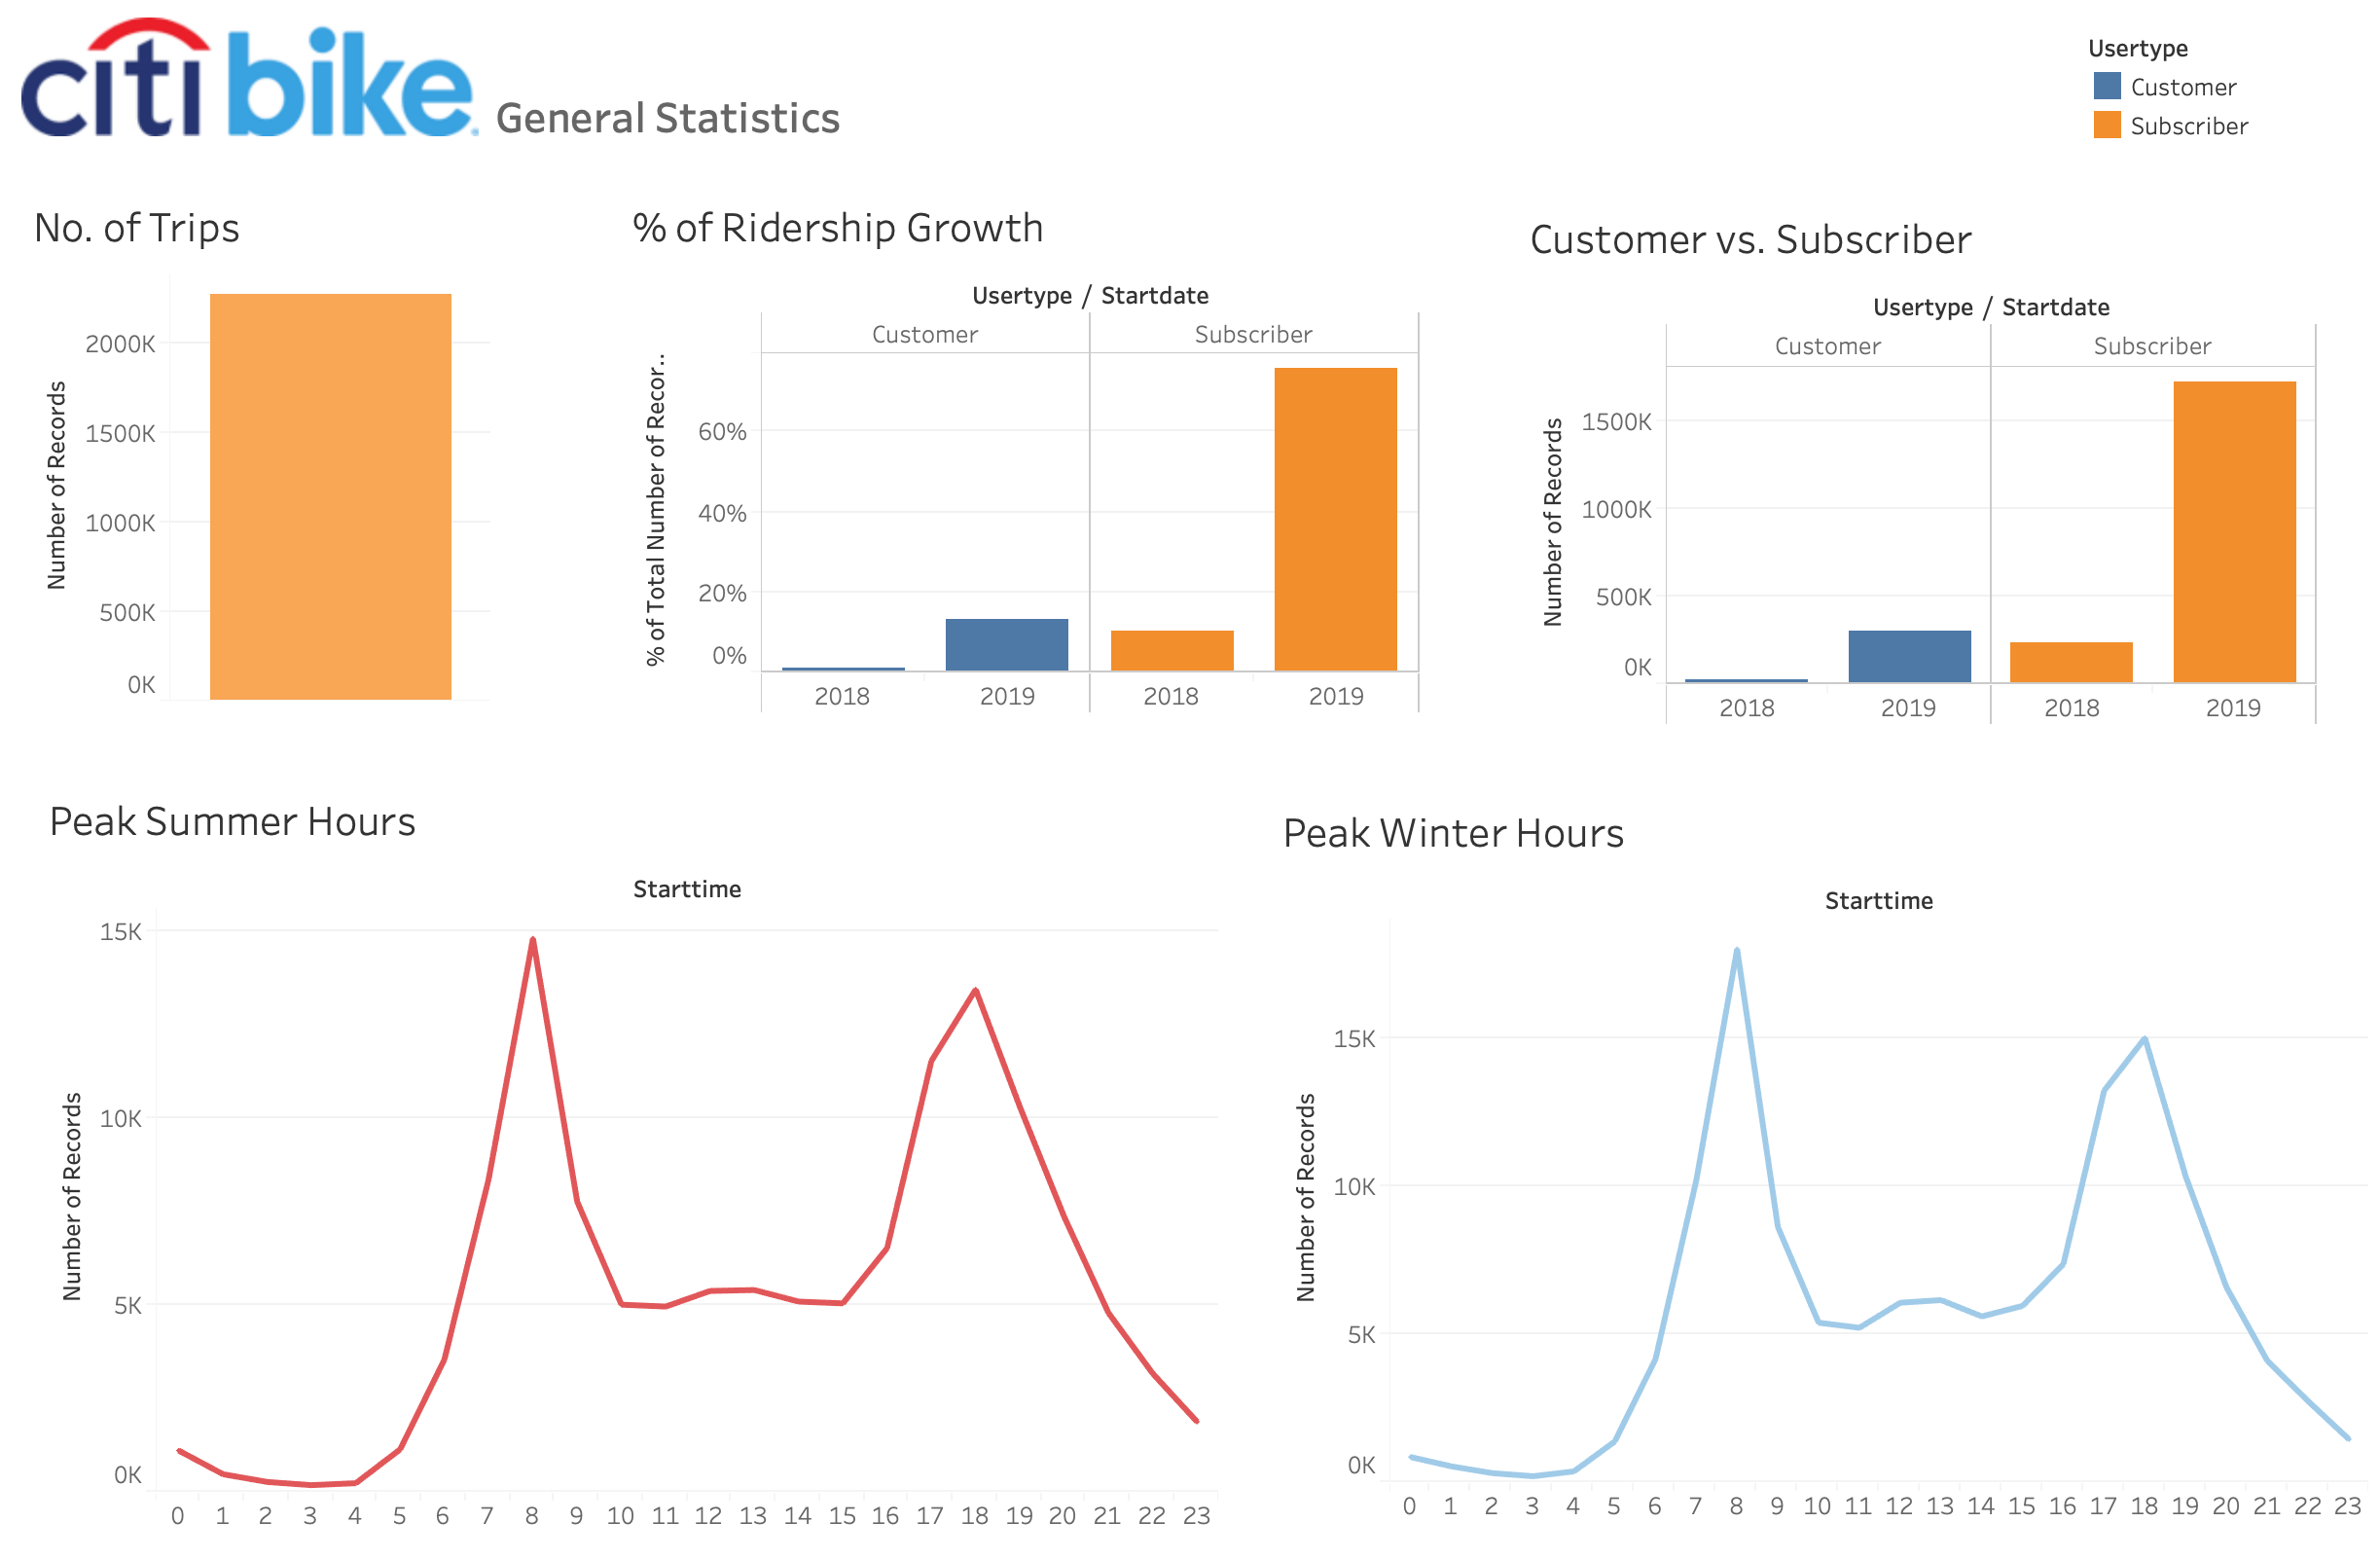 citi bike General Statistics
Usertype
Customer
Subscriber
No. of Trips
Number of Records
2000K
1500K
1000K
500K
0K
% of Ridership Growth
Usertype / Startdate
Customer Subscriber
% of Total Number of Recor..
60%
40%
20%
0%
2018 2019 2018 2019
Customer vs. Subscriber
Usertype / Startdate
Customer Subscriber
Number of Records
1500K
1000K
500K
0K
2018 2019 2018 2019
Peak Summer Hours
Starttime
Number of Records
15K
10K
5K
0K
0 1 2 3 4 5 6 7 8 9 10 11 12 13 14 15 16 17 18 19 20 21 22 23
Peak Winter Hours
Starttime
Number of Records
15K
10K
5K
0K
0 1 2 3 4 5 6 7 8 9 10 11 12 13 14 15 16 17 18 19 20 21 22 23